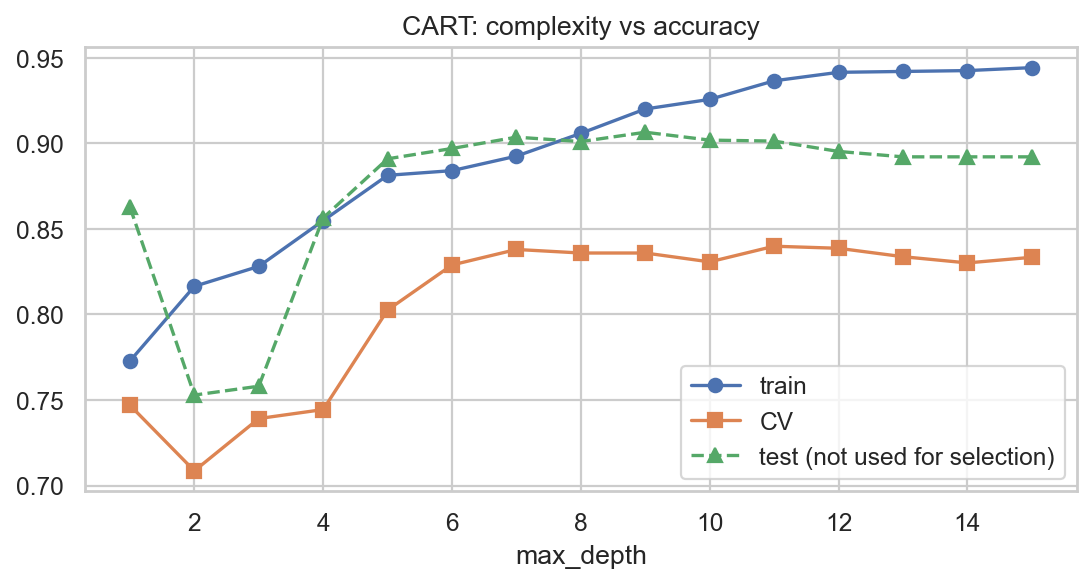 CART: complexity vs accuracy
0.95
0.90
0.85
0.80
0.75
0.70
train
CV
test (not used for selection)
2 4 6 8 10 12 14
max_depth